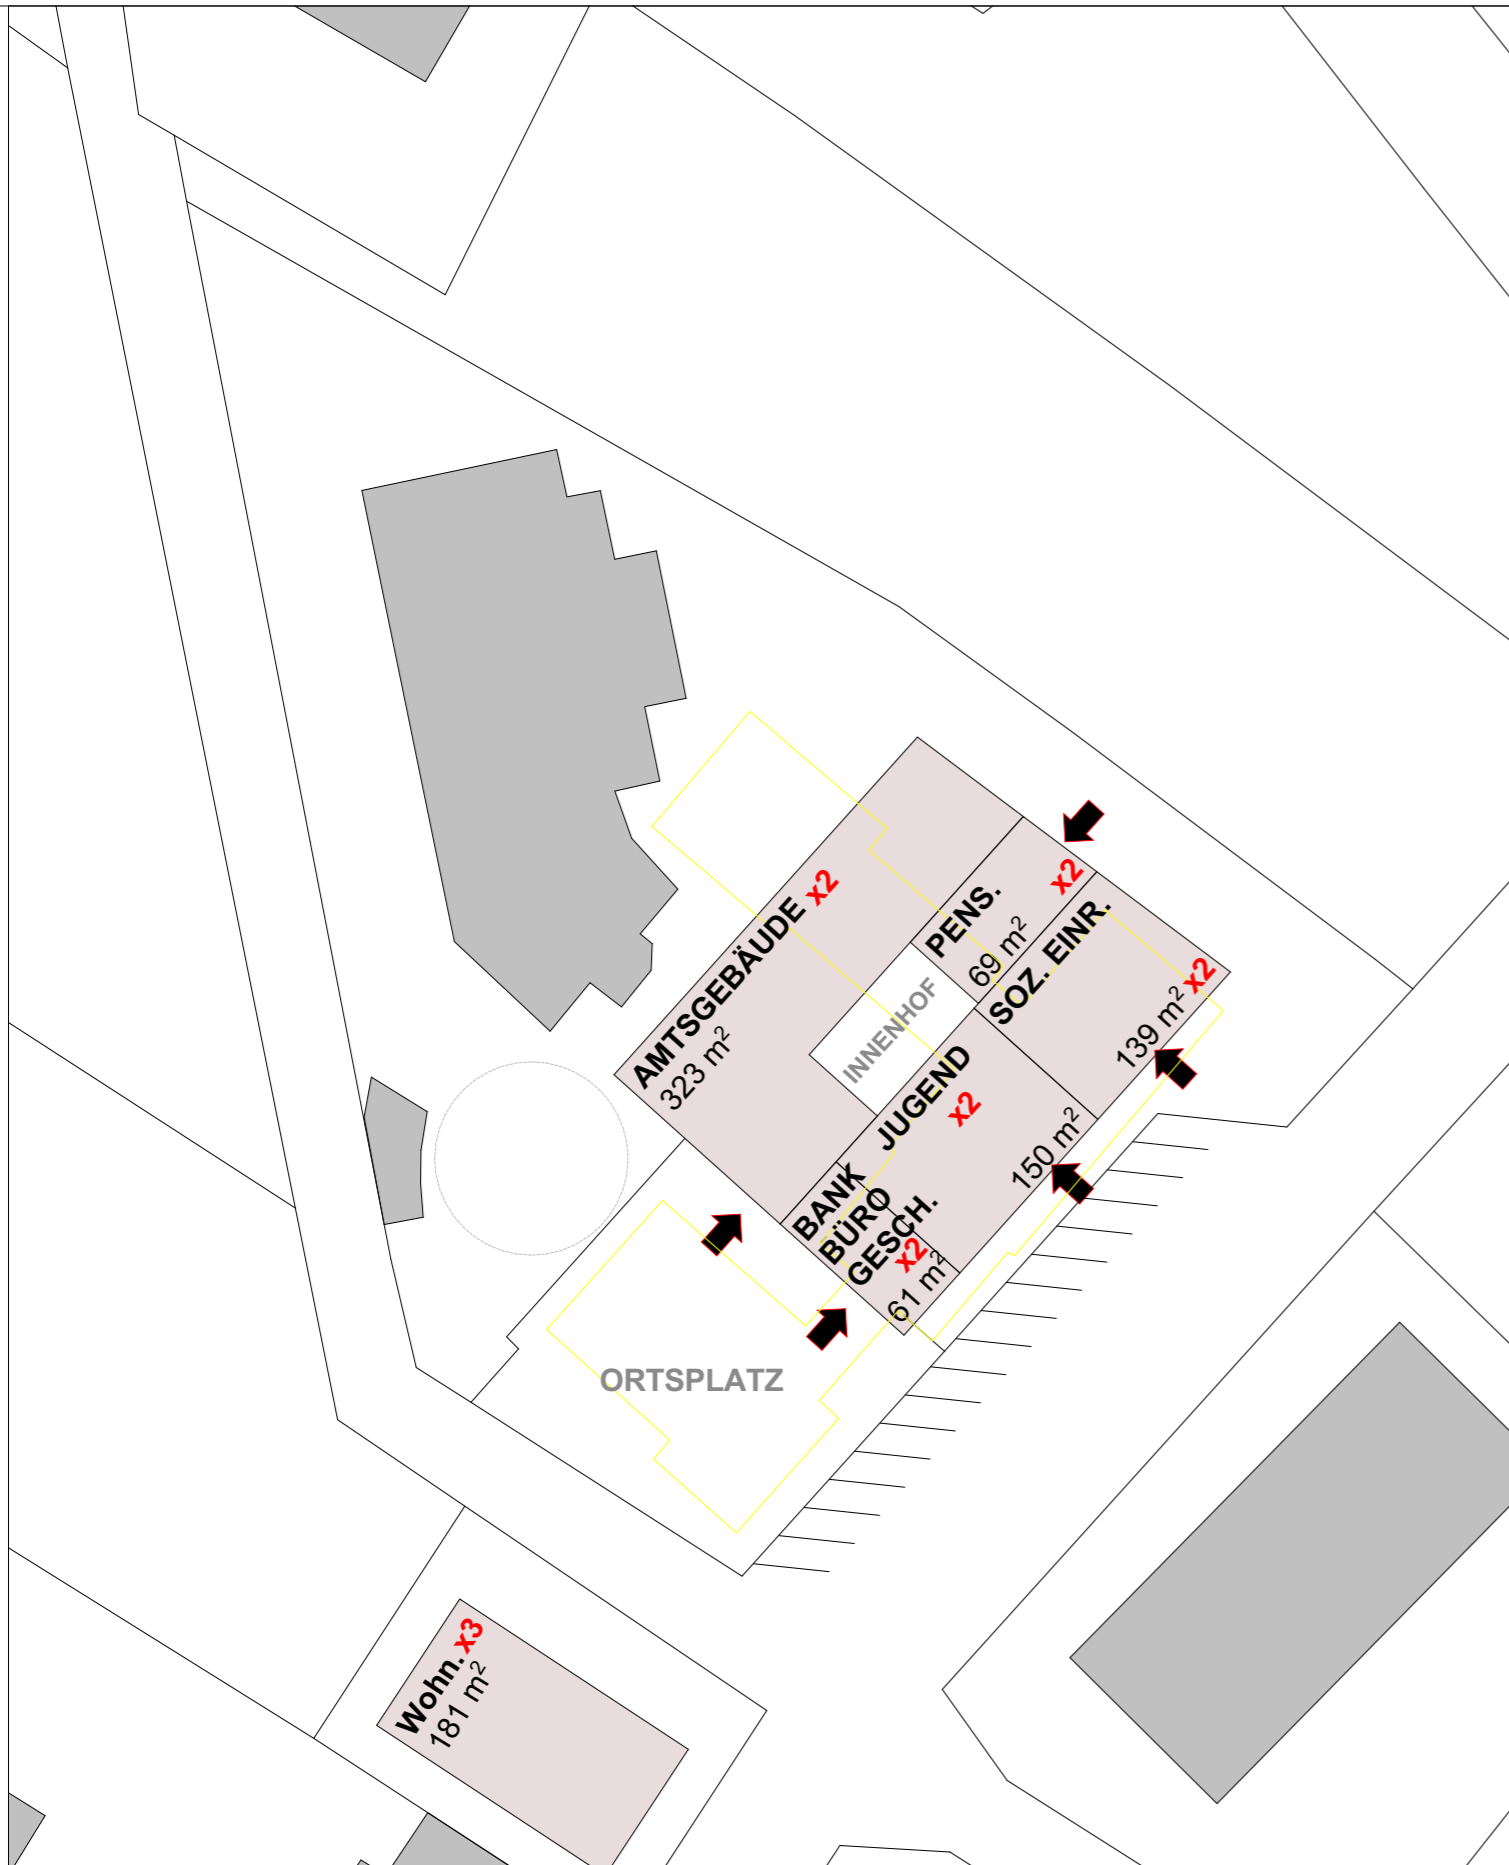 AMTSGEBÄUDE x2
323 m²
PENS. x2
69 m²
SOZ. EINR.
139 m² x2
INNENHOF
JUGEND
x2
150 m²
BANK
BÜRO
GESCH.
x2
61 m²
ORTSPLATZ
Wohn. x3
181 m²